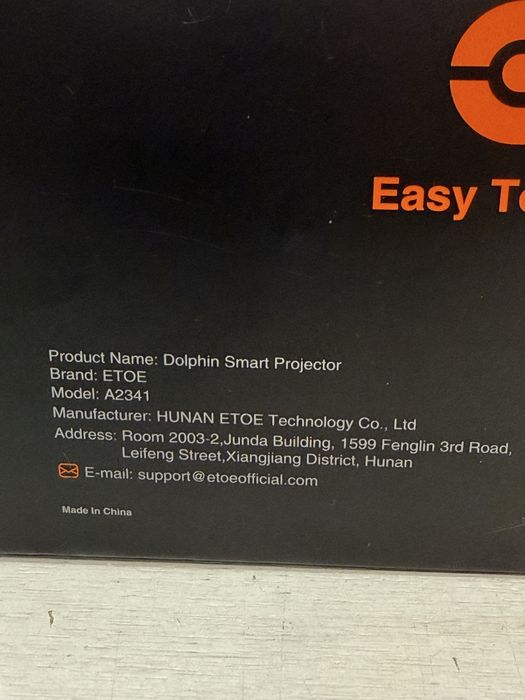 Easy
Product Name: Dolphin Smart Projector
Brand: ETOE
Model: A2341
Manufacturer: HUNAN ETOE Technology Co., Ltd
Address: Room 2003-2,Junda Building, 1599 Fenglin 3rd Road,
Leifeng Street,Xiangjiang District, Hunan
E-mail: support@etoeofficial.com
Made In China